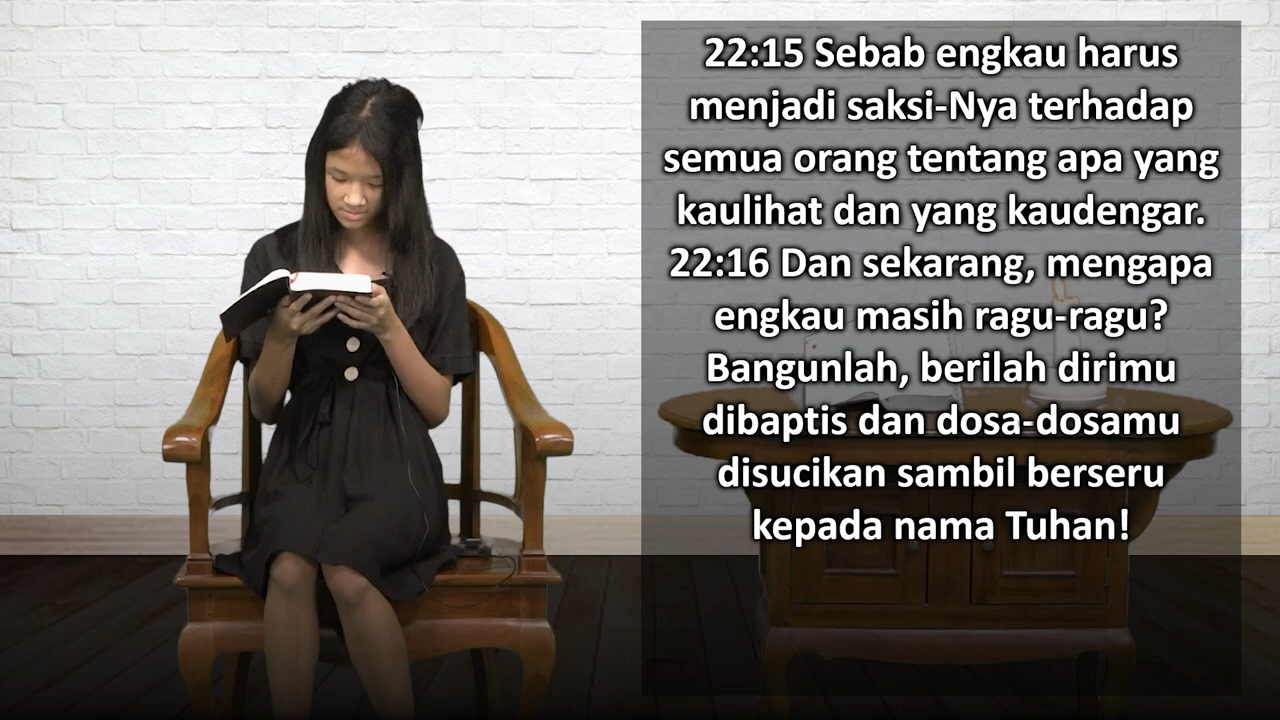 22:15 Sebab engkau harus
menjadi saksi-Nya terhadap
semua orang tentang apa yang
kaulihat dan yang kaudengar.
22:16 Dan sekarang, mengapa
engkau masih ragu-ragu?
Bangunlah, berilah dirimu
dibaptis dan dosa-dosamu
disucikan sambil berseru
kepada nama Tuhan!